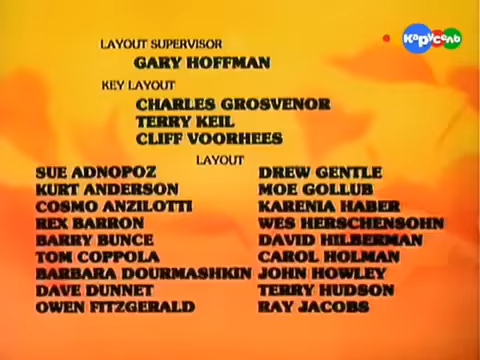 Карусель
LAYOUT SUPERVISOR
GARY HOFFMAN
KEY LAYOUT
CHARLES GROSVENOR
TERRY KEIL
CLIFF VOORHEES
LAYOUT
SUE ADNOPOZ
KURT ANDERSON
COSMO ANZILOTTI
REX BARRON
BARRY BUNCE
TOM COPPOLA
BARBARA DOURMASHKIN
DAVE DUNNET
OWEN FITZGERALD
DREW GENTLE
MOE GOLLUB
KARENIA HABER
WES HERSCHENSOHN
DAVID HILBERMAN
CAROL HOLMAN
JOHN HOWLEY
TERRY HUDSON
RAY JACOBS